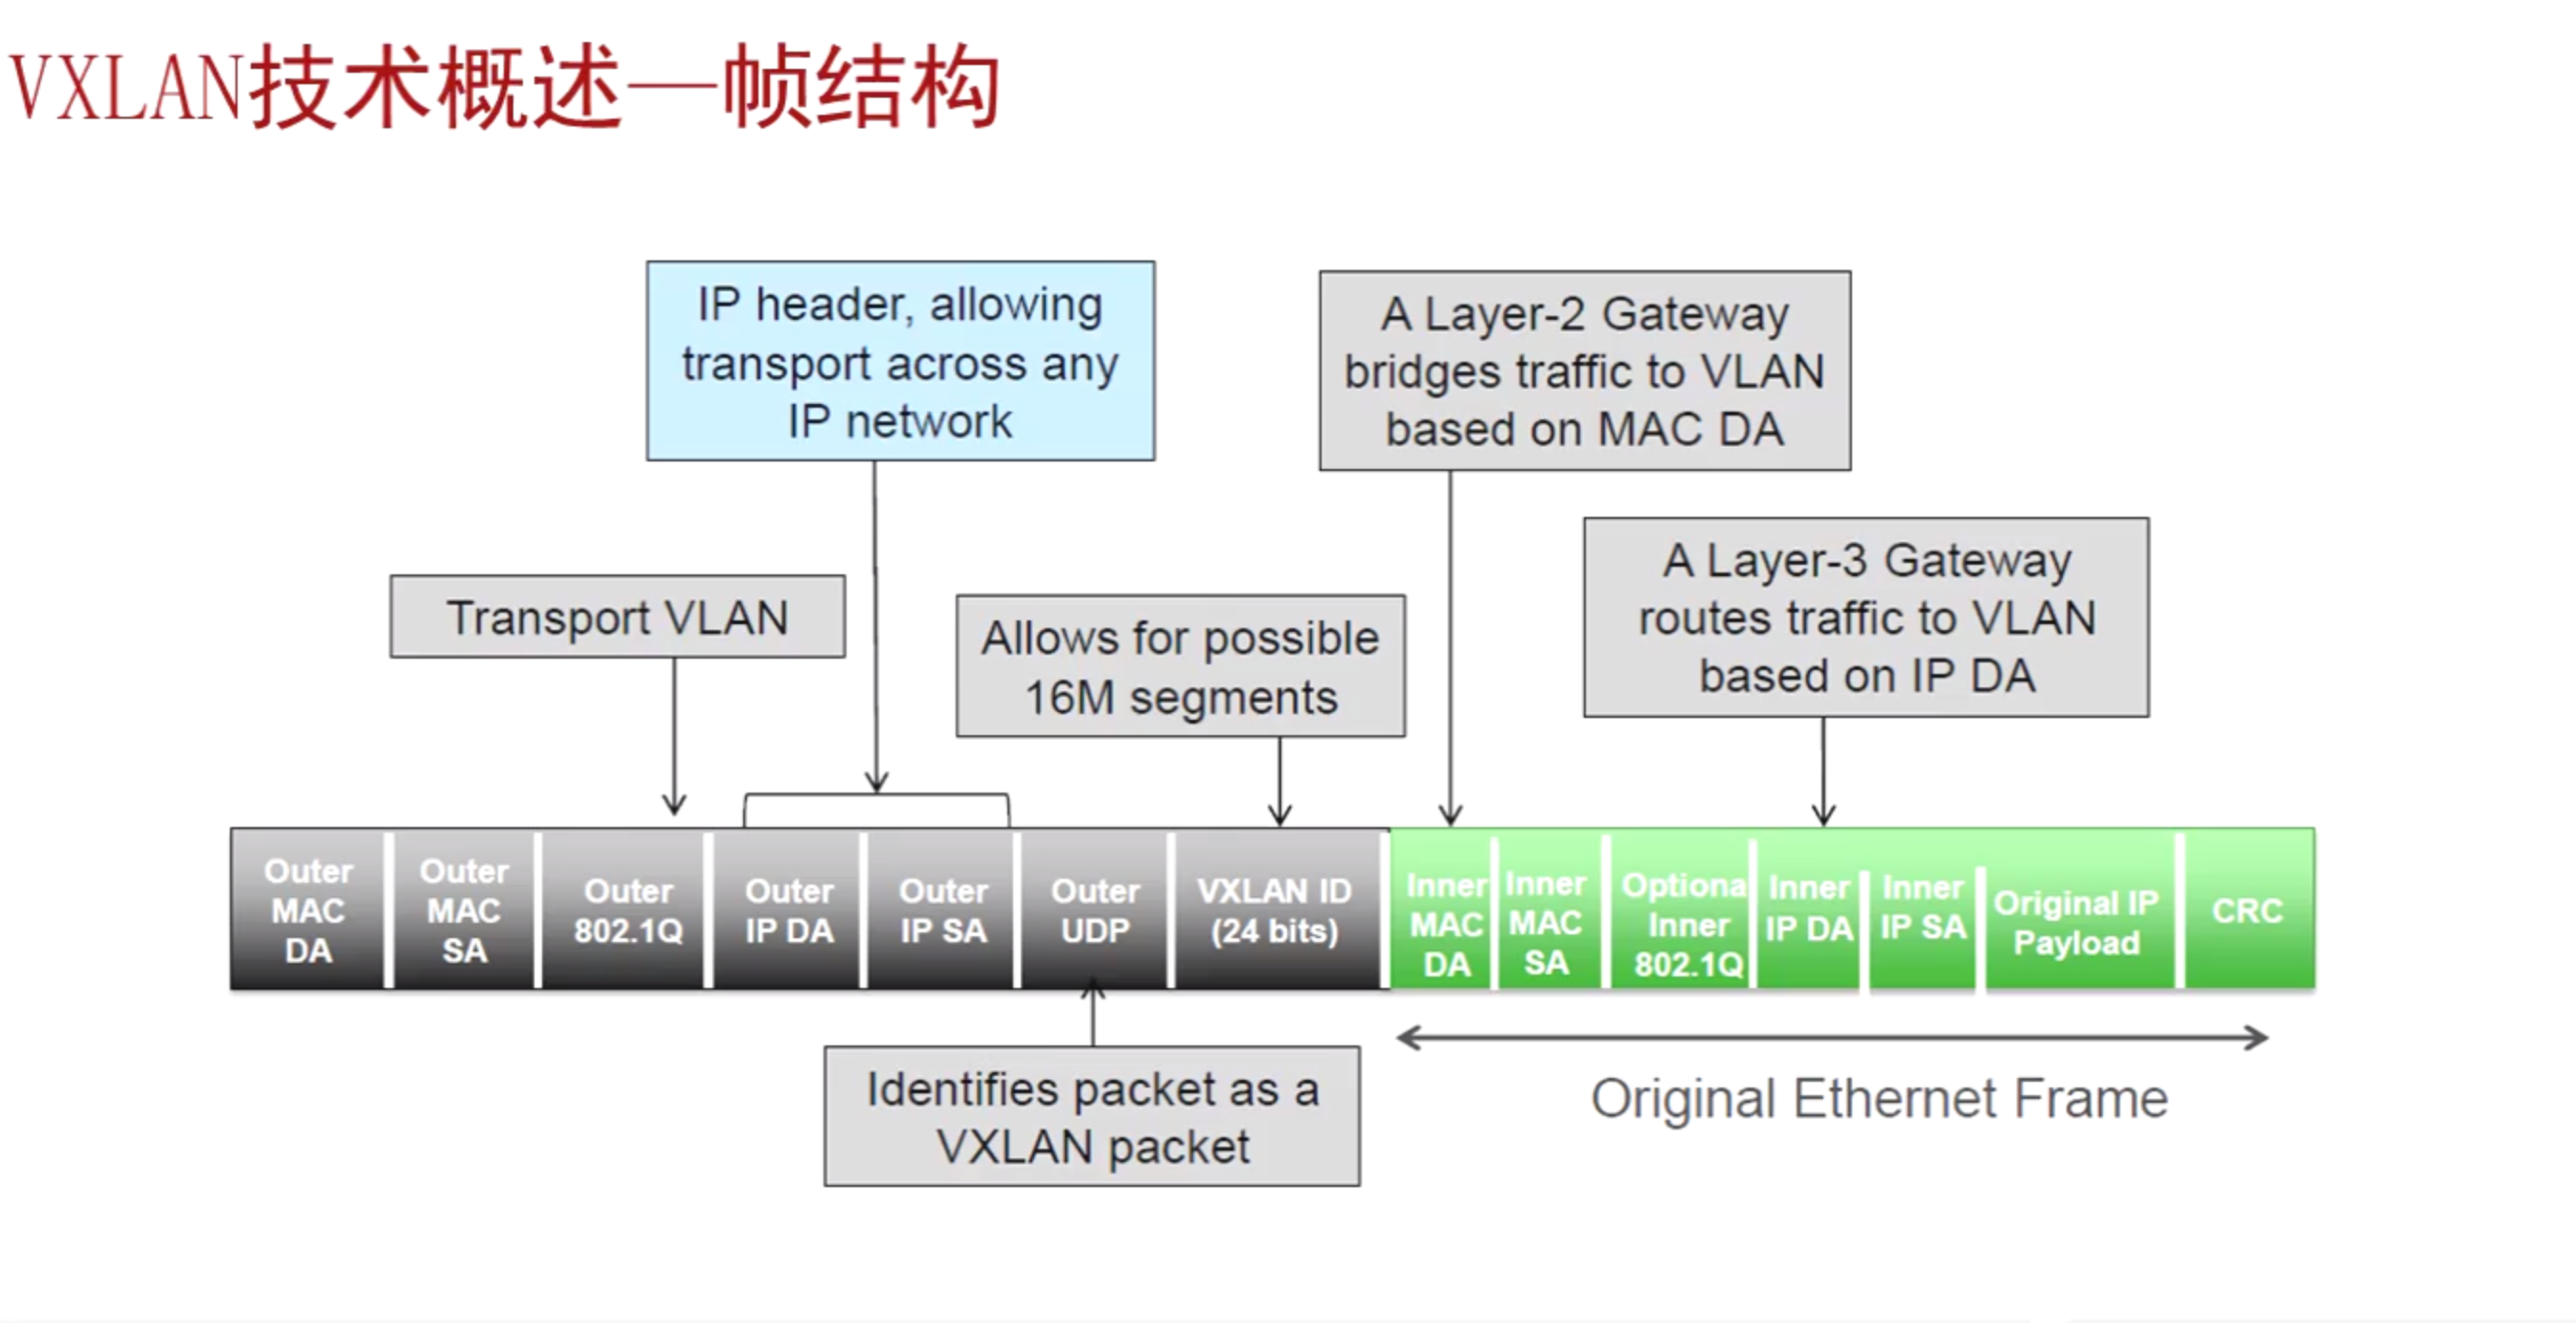 VXLAN技术概述—帧结构
IP header, allowing
transport across any
IP network
A Layer-2 Gateway
bridges traffic to VLAN
based on MAC DA
A Layer-3 Gateway
routes traffic to VLAN
based on IP DA
Transport VLAN
Allows for possible
16M segments
Outer
MAC
DA
Outer
MAC
SA
Outer
802.1Q
Outer
IP DA
Outer
IP SA
Outer
UDP
VXLAN ID
(24 bits)
Inner
MAC
DA
Inner
MAC
SA
Optiona
Inner
802.1Q
Inner
IP DA
Inner
IP SA
Original IP
Payload
CRC
Identifies packet as a
VXLAN packet
Original Ethernet Frame